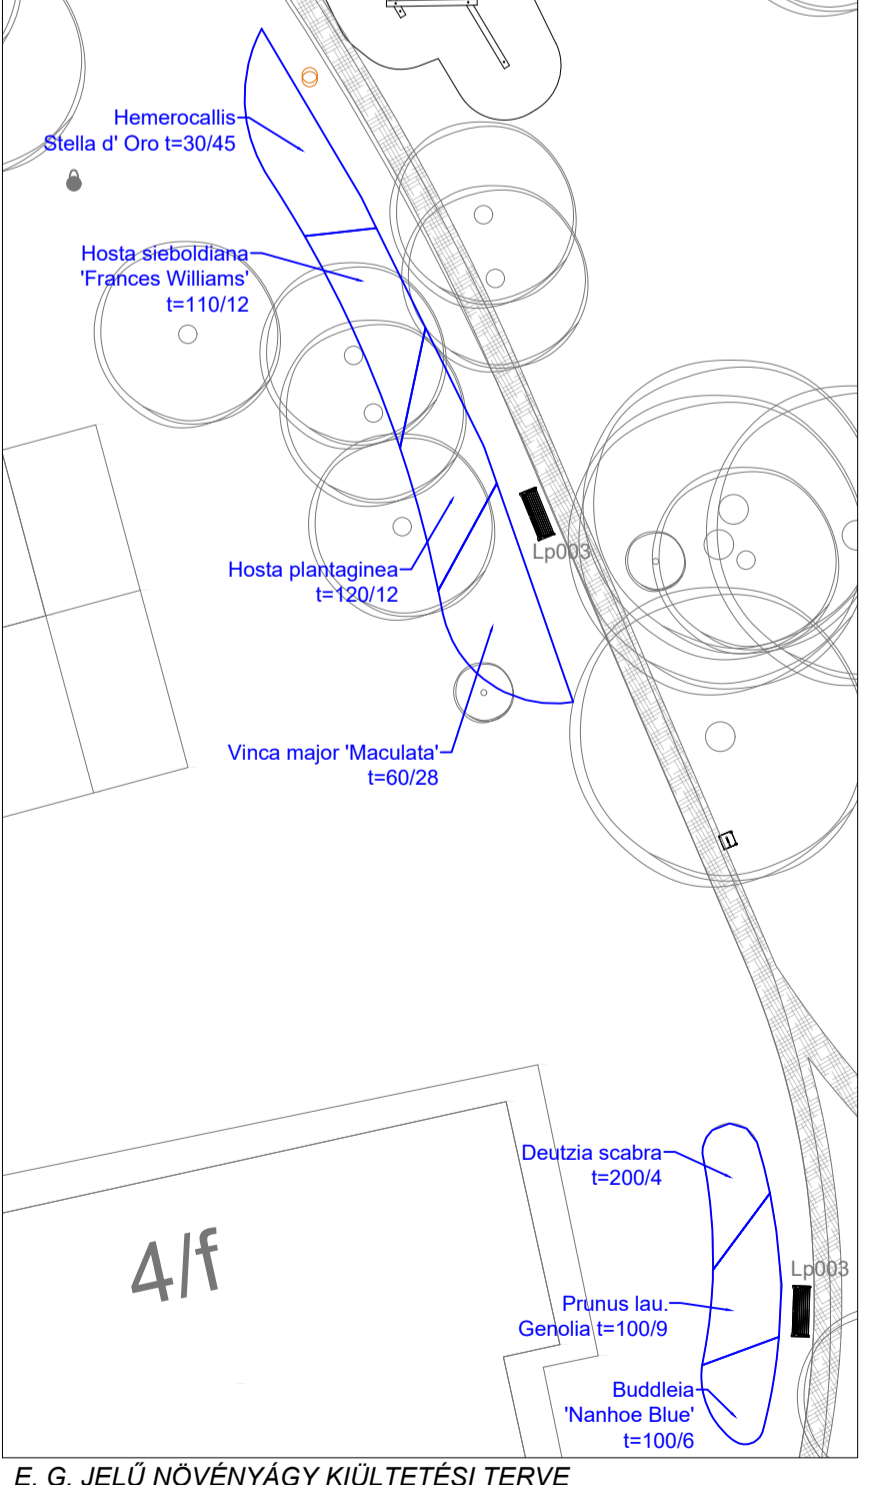 Hemerocallis
Stella d' Oro t=30/45
Hosta sieboldiana
'Frances Williams'
t=110/12
Lp003
Hosta plantaginea
t=120/12
Vinca major 'Maculata'
t=60/28
Deutzia scabra
t=200/4
4/f
Lp003
Prunus lau.
Genolia t=100/9
Buddleia
'Nanhoe Blue'
t=100/6
E. G. JELŰ NÖVÉNYÁGY KIÜLTETÉSI TERVE